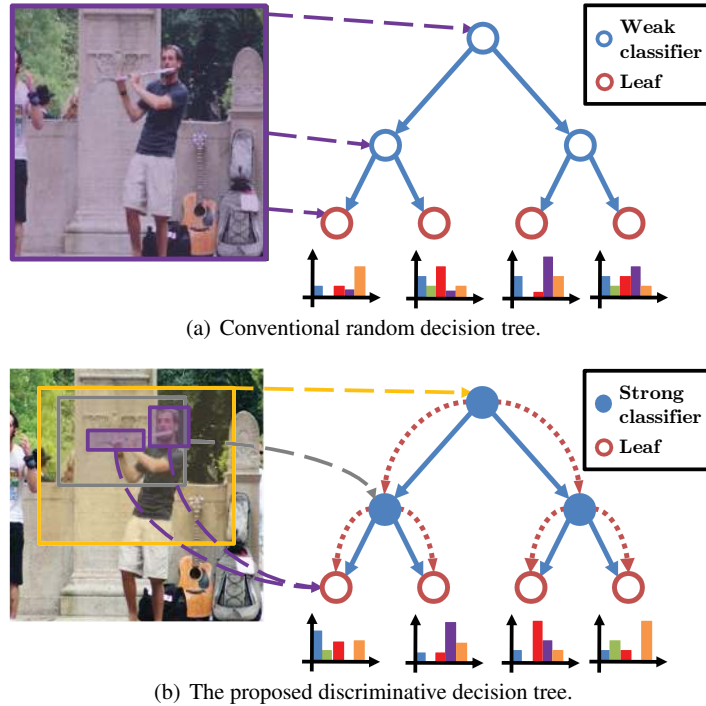 Weak
classifier
Leaf
(a) Conventional random decision tree.
Strong
classifier
Leaf
(b) The proposed discriminative decision tree.